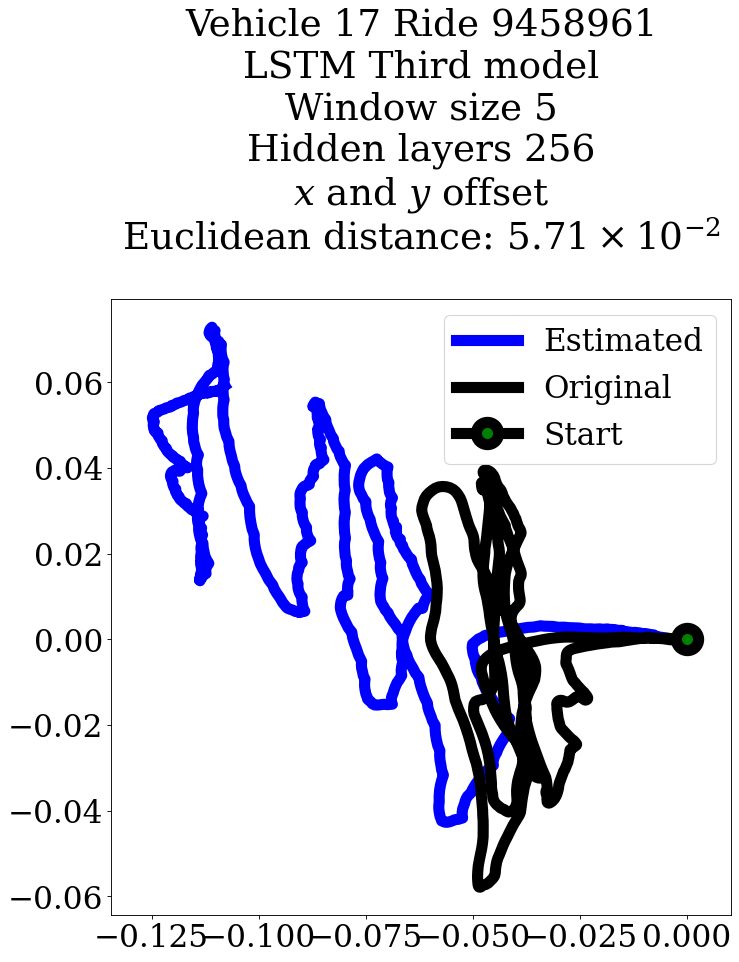 Vehicle 17 Ride 9458961
LSTM Third model
Window size 5
Hidden layers 256
x and y offset
Euclidean distance: 5.71 × 10⁻²
Estimated
Original
Start
0.06
0.04
0.02
0.00
−0.02
−0.04
−0.06
−0.125 −0.100 −0.075 −0.050 −0.025 0.000